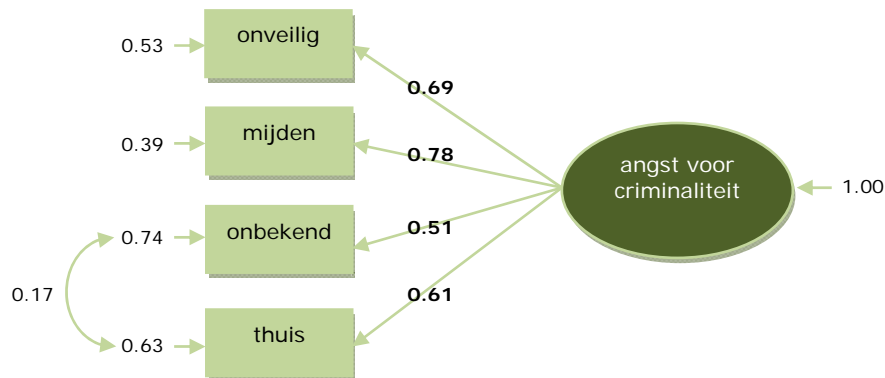 onveilig
0.53
0.69
mijden
0.39
0.78
angst voor
criminaliteit
1.00
onbekend
0.74
0.51
0.17
0.61
thuis
0.63